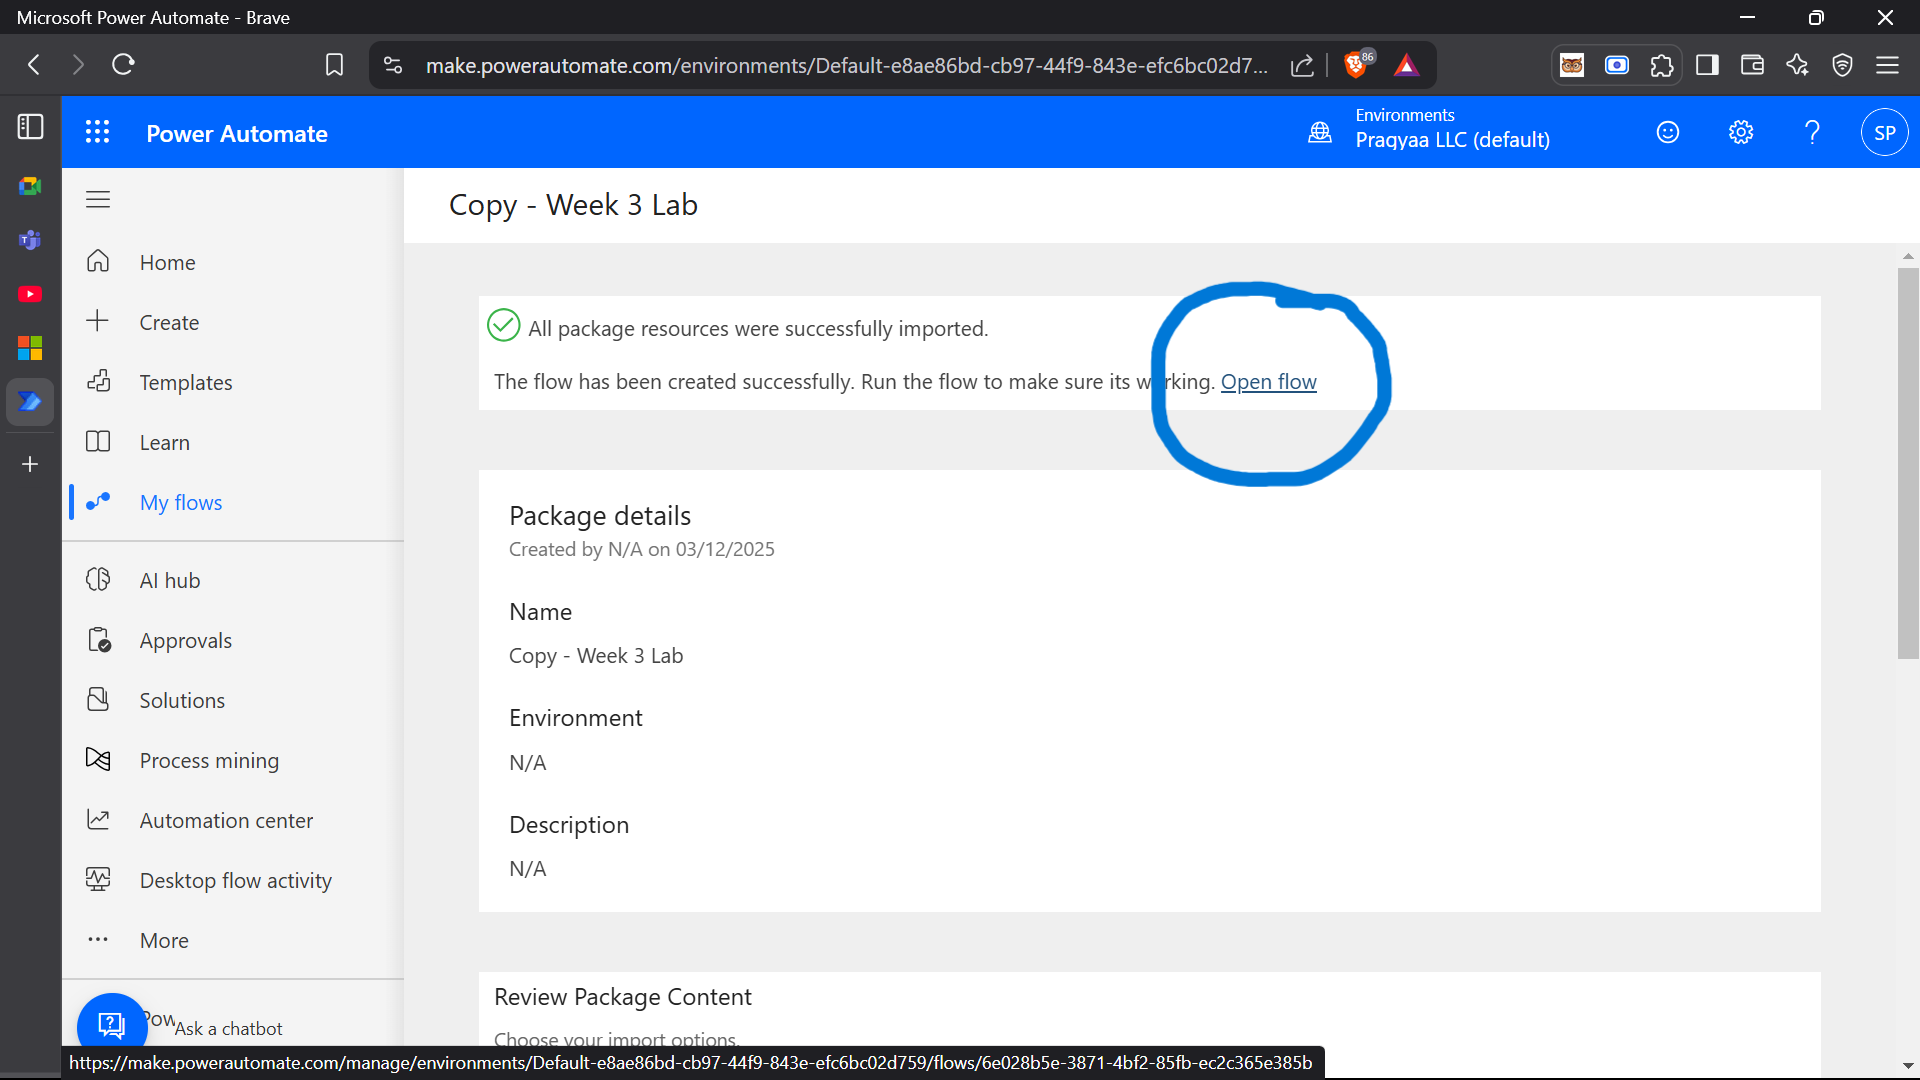 Microsoft Power Automate - Brave
make.powerautomate.com/environments/Default-e8ae86bd-cb97-44f9-843e-efc6bc02d7...
86
Power Automate
Environments
Pragyaa LLC (default)
SP
Copy - Week 3 Lab
Home
Create
Templates
Learn
My flows
AI hub
Approvals
Solutions
Process mining
Automation center
Desktop flow activity
More
Pow
Ask a chatbot
All package resources were successfully imported.
The flow has been created successfully. Run the flow to make sure its working. Open flow
Package details
Created by N/A on 03/12/2025
Name
Copy - Week 3 Lab
Environment
N/A
Description
N/A
Review Package Content
Choose your import options.
https://make.powerautomate.com/manage/environments/Default-e8ae86bd-cb97-44f9-843e-efc6bc02d759/flows/6e028b5e-3871-4bf2-85fb-ec2c365e385b